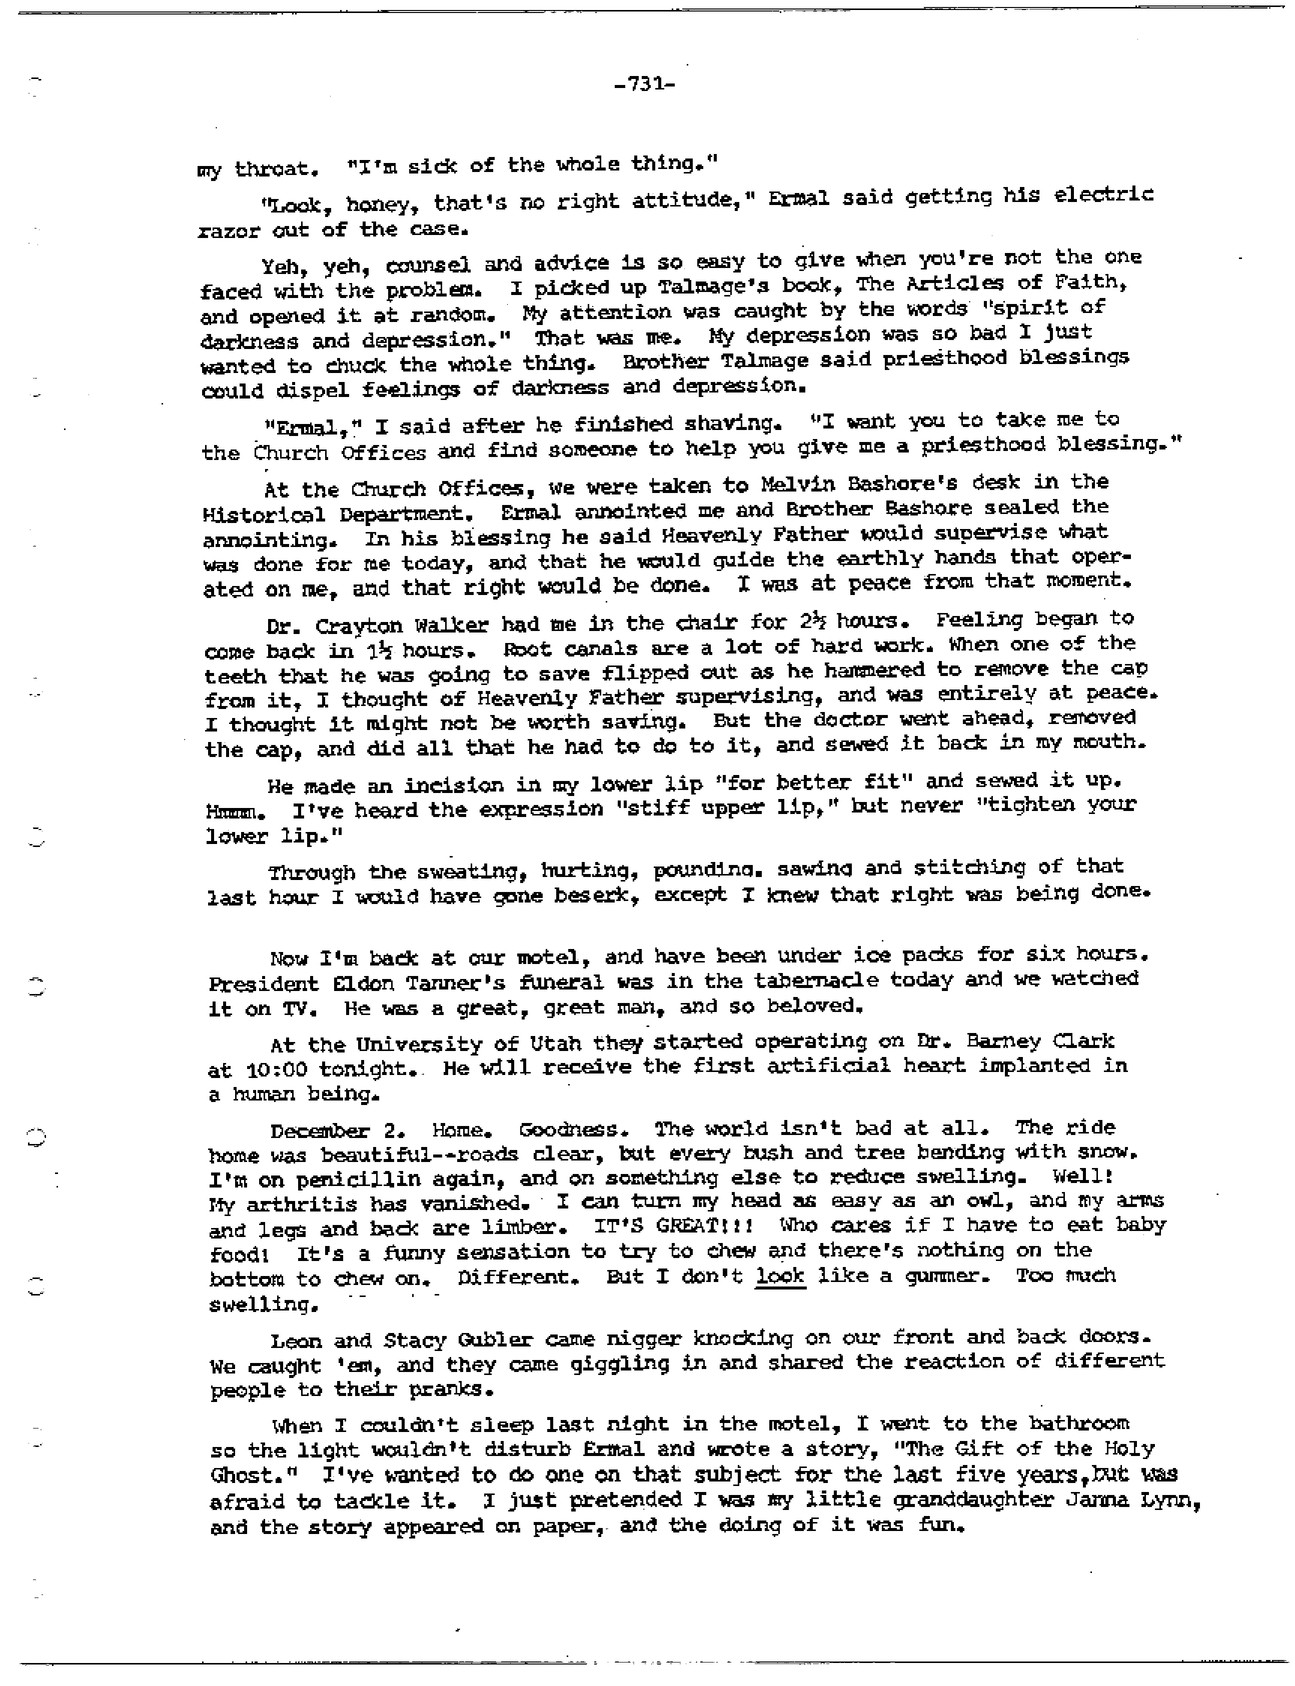 -731-
my throat. "I'm sick of the whole thing."
"Look, honey, that's no right attitude," Ermal said getting his electric
razor out of the case.
Yeh, yeh, counsel and advice is so easy to give when you're not the one
faced with the problem. I picked up Talmage's book, The Articles of Faith,
and opened it at random. My attention was caught by the words "spirit of
darkness and depression." That was me. My depression was so bad I just
wanted to chuck the whole thing. Brother Talmage said priesthood blessings
could dispel feelings of darkness and depression.
"Ermal," I said after he finished shaving. "I want you to take me to
the Church Offices and find someone to help you give me a priesthood blessing."
At the Church Offices, we were taken to Melvin Bashore's desk in the
Historical Department. Ermal annointed me and Brother Bashore sealed the
annointing. In his blessing he said Heavenly Father would supervise what
was done for me today, and that he would guide the earthly hands that oper-
ated on me, and that right would be done. I was at peace from that moment.
Dr. Crayton Walker had me in the chair for 2½ hours. Feeling began to
come back in 1½ hours. Root canals are a lot of hard work. When one of the
teeth that he was going to save flipped out as he hammered to remove the cap
from it, I thought of Heavenly Father supervising, and was entirely at peace.
I thought it might not be worth saving. But the doctor went ahead, removed
the cap, and did all that he had to do to it, and sewed it back in my mouth.
He made an incision in my lower lip "for better fit" and sewed it up.
Hmmmm. I've heard the expression "stiff upper lip," but never "tighten your
lower lip."
Through the sweating, hurting, pounding, sawing and stitching of that
last hour I would have gone beserk, except I knew that right was being done.
Now I'm back at our motel, and have been under ice packs for six hours.
President Eldon Tanner's funeral was in the tabernacle today and we watched
it on TV. He was a great, great man, and so beloved.
At the University of Utah they started operating on Dr. Barney Clark
at 10:00 tonight. He will receive the first artificial heart implanted in
a human being.
December 2. Home. Goodness. The world isn't bad at all. The ride
home was beautiful--roads clear, but every bush and tree bending with snow.
I'm on penicillin again, and on something else to reduce swelling. Well!
My arthritis has vanished. I can turn my head as easy as an owl, and my arms
and legs and back are limber. IT'S GREAT!!! Who cares if I have to eat baby
food! It's a funny sensation to try to chew and there's nothing on the
bottom to chew on. Different. But I don't look like a gummer. Too much
swelling.
Leon and Stacy Gubler came nigger knocking on our front and back doors.
We caught 'em, and they came giggling in and shared the reaction of different
people to their pranks.
When I couldn't sleep last night in the motel, I went to the bathroom
so the light wouldn't disturb Ermal and wrote a story, "The Gift of the Holy
Ghost." I've wanted to do one on that subject for the last five years,but was
afraid to tackle it. I just pretended I was my little granddaughter Janna Lynn,
and the story appeared on paper, and the doing of it was fun.